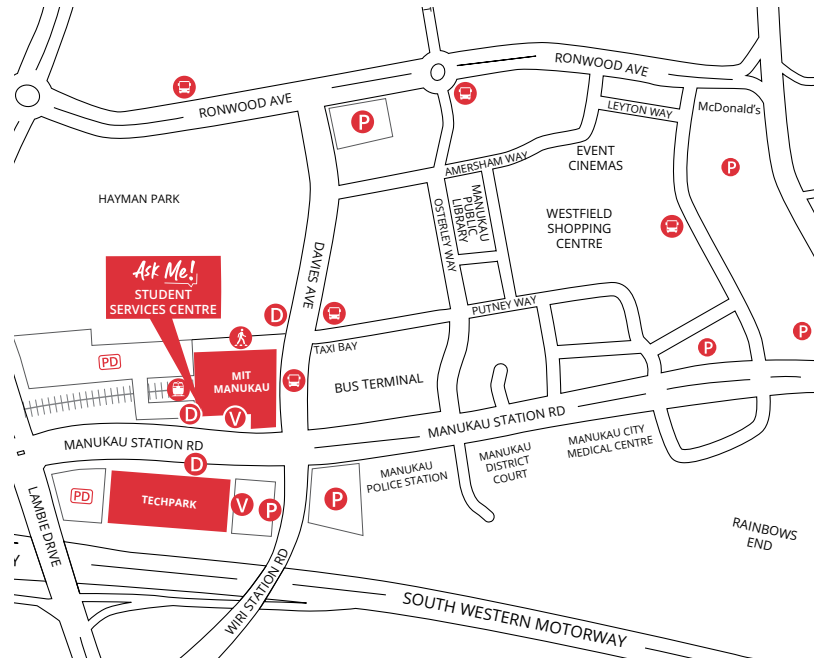 RONWOOD AVE
RONWOOD AVE
P
LEYTON WAY
McDonald's
P
EVENT
CINEMAS
AMERSHAM WAY
MANUKAU
PUBLIC
LIBRARY
OSTERLEY WAY
HAYMAN PARK
WESTFIELD
SHOPPING
CENTRE
DAVIES AVE
Ask Me!
STUDENT
SERVICES CENTRE
D
PUTNEY WAY
TAXI BAY
P
P
PD
MIT
MANUKAU
BUS TERMINAL
D
V
MANUKAU STATION RD
MANUKAU STATION RD
MANUKAU
POLICE STATION
MANUKAU
DISTRICT
COURT
MANUKAU CITY
MEDICAL CENTRE
D
PD
TECHPARK
V
P
P
LAMBIE DRIVE
RAINBOWS
END
Y
WIRI STATION RD
SOUTH WESTERN MOTORWAY